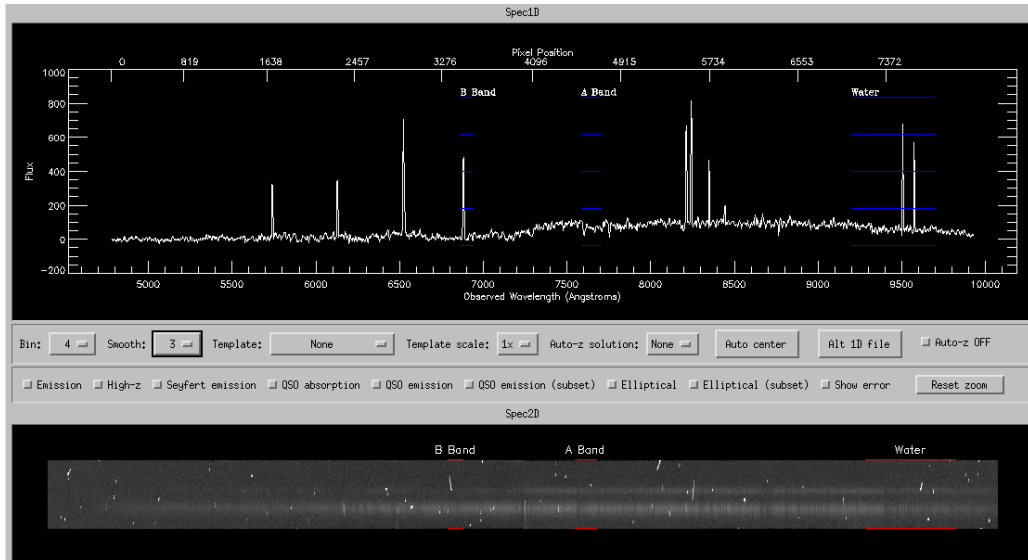 Spec1D
Pixel Position
0 819 1638 2457 3276 4096 4915 5734 6553 7372
1000
B Band A Band Water
800
600
400
Flux
200
0
−200
5000 5500 6000 6500 7000 7500 8000 8500 9000 9500 10000
Observed Wavelength (Angstroms)
Bin: 4 Smooth: 3 Template: None Template scale: 1x Auto-z solution: None Auto center Alt 1D file Auto-z OFF
Emission High-z Seyfert emission QSO absorption QSO emission QSO emission (subset) Elliptical Elliptical (subset) Show error Reset zoom
Spec2D
B Band A Band Water